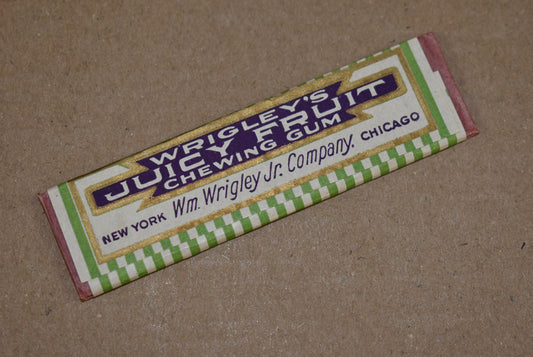 WRIGLEY'S
JUICY FRUIT
CHEWING GUM
NEW YORK Wm. Wrigley Jr. Company. CHICAGO